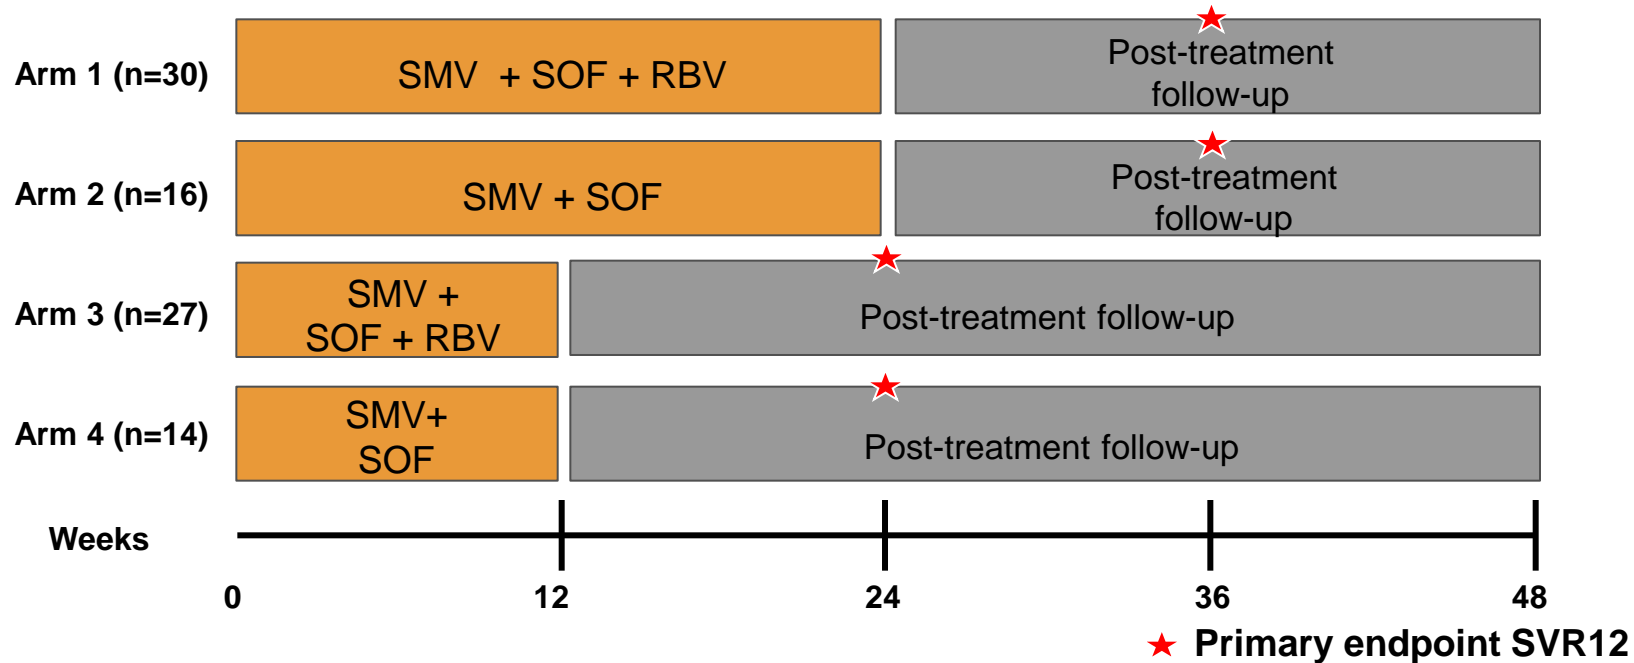 Arm 1 (n=30)
SMV + SOF + RBV
Post-treatment
follow-up
Arm 2 (n=16)
SMV + SOF
Post-treatment
follow-up
Arm 3 (n=27)
SMV +
SOF + RBV
Post-treatment follow-up
Arm 4 (n=14)
SMV+
SOF
Post-treatment follow-up
Weeks
0 12 24 36 48
Primary endpoint SVR12